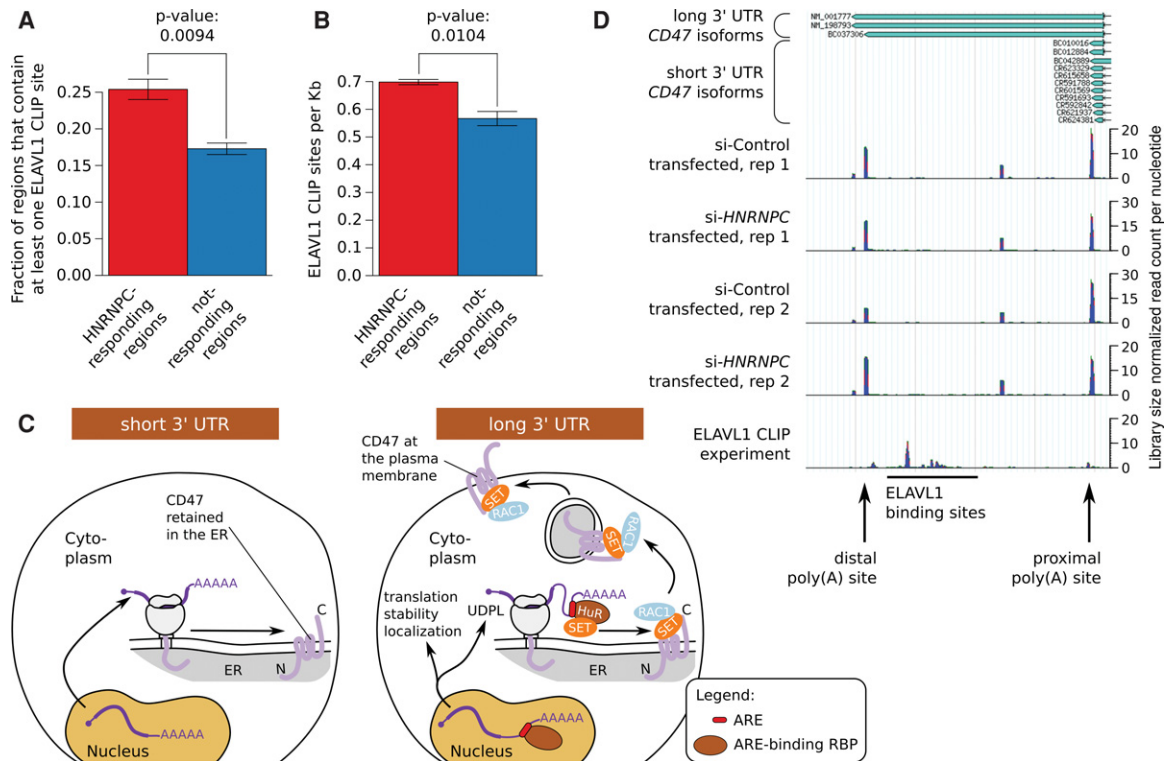 A
p-value:
0.0094
Fraction of regions that contain
at least one ELAVL1 CLIP site
0.25
0.20
0.15
0.10
0.05
0.00
HNRNPC-
responding
regions
not-
responding
regions
B
p-value:
0.0104
ELAVL1 CLIP sites per Kb
0.7
0.6
0.5
0.4
0.3
0.2
0.1
0.0
HNRNPC-
responding
regions
not-
responding
regions
C
short 3' UTR
CD47
retained
in the ER
Cyto-
plasm
AAAAA
C
ER
N
AAAAA
Nucleus
long 3' UTR
CD47 at
the plasma
membrane
SET
RAC1
Cyto-
plasm
SET
RAC1
translation
stability
localization
UDPL
AAAAA
HuR
SET
RAC1
C
SET
ER
N
AAAAA
Nucleus
Legend:
ARE
ARE-binding RBP
D
long 3' UTR
CD47 isoforms
NM_001777
NM_198793
BC037306
short 3' UTR
CD47 isoforms
BC010016
BC012884
BC042889
CR623329
CR615658
CR591788
CR601569
CR591693
CR592842
CR621937
CR624381
si-Control
transfected, rep 1
20
10
0
si-HNRNPC
transfected, rep 1
30
15
0
si-Control
transfected, rep 2
30
15
0
si-HNRNPC
transfected, rep 2
20
10
0
ELAVL1 CLIP
experiment
20
10
0
Library size normalized read count per nucleotide
ELAVL1
binding sites
distal
poly(A) site
proximal
poly(A) site